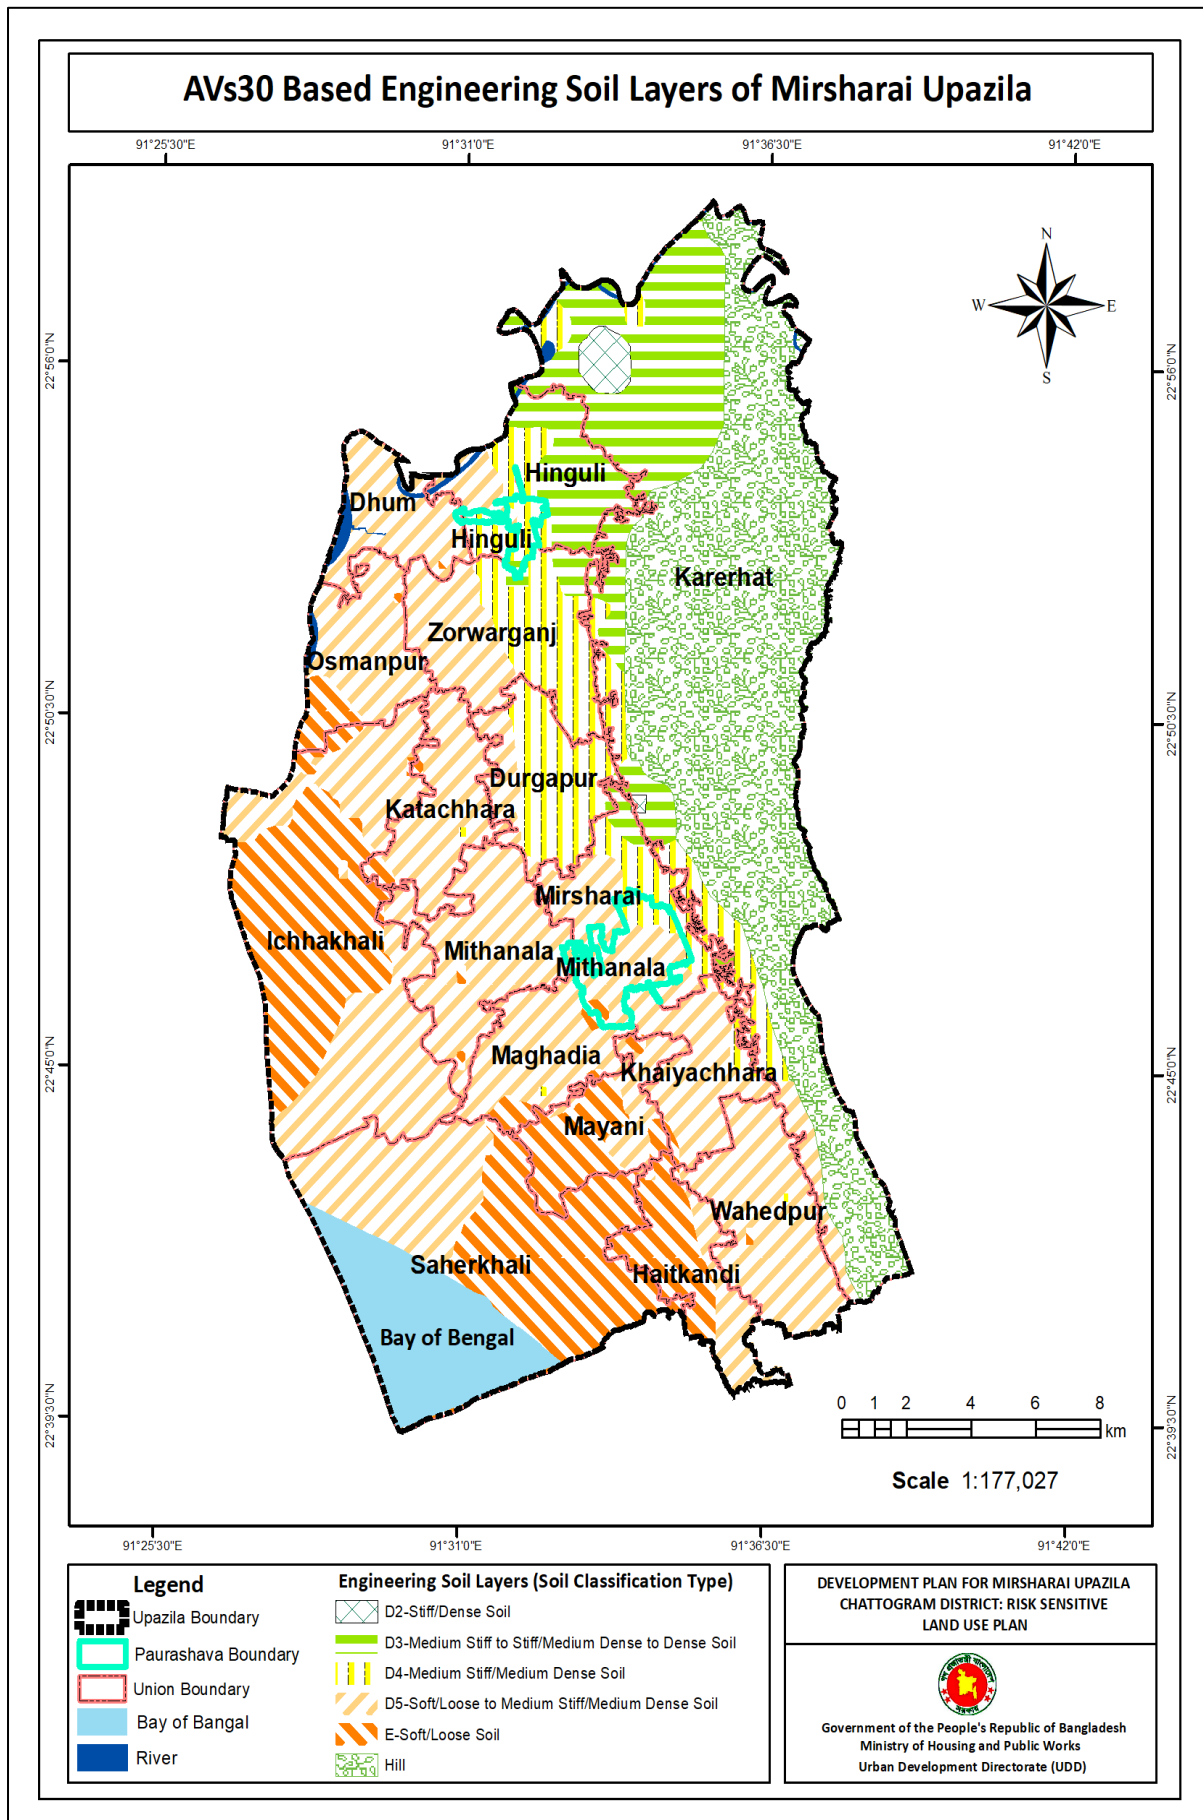 AVs30 Based Engineering Soil Layers of Mirsharai Upazila
91°25'30"E
91°31'0"E
91°36'30"E
91°42'0"E
N
W
E
S
22°56'0"N
22°56'0"N
Hinguli
Dhum
Hinguli
Karerhat
Zorwarganj
Osmanpur
22°50'30"N
22°50'30"N
Durgapur
Katachhara
Mirsharai
Ichhakhali
Mithanala
Mithanala
22°45'0"N
22°45'0"N
Maghadia
Khaiyachhara
Mayani
Wahedpur
Saherkhali
Haitkandi
Bay of Bengal
22°39'30"N
22°39'30"N
0 1 2 4 6 8
km
Scale 1:177,027
91°25'30"E
91°31'0"E
91°36'30"E
91°42'0"E
Legend
Upazila Boundary
Paurashava Boundary
Union Boundary
Bay of Bangal
River
Engineering Soil Layers (Soil Classification Type)
D2-Stiff/Dense Soil
D3-Medium Stiff to Stiff/Medium Dense to Dense Soil
D4-Medium Stiff/Medium Dense Soil
D5-Soft/Loose to Medium Stiff/Medium Dense Soil
E-Soft/Loose Soil
Hill
DEVELOPMENT PLAN FOR MIRSHARAI UPAZILA
CHATTOGRAM DISTRICT: RISK SENSITIVE
LAND USE PLAN
Government of the People's Republic of Bangladesh
Ministry of Housing and Public Works
Urban Development Directorate (UDD)